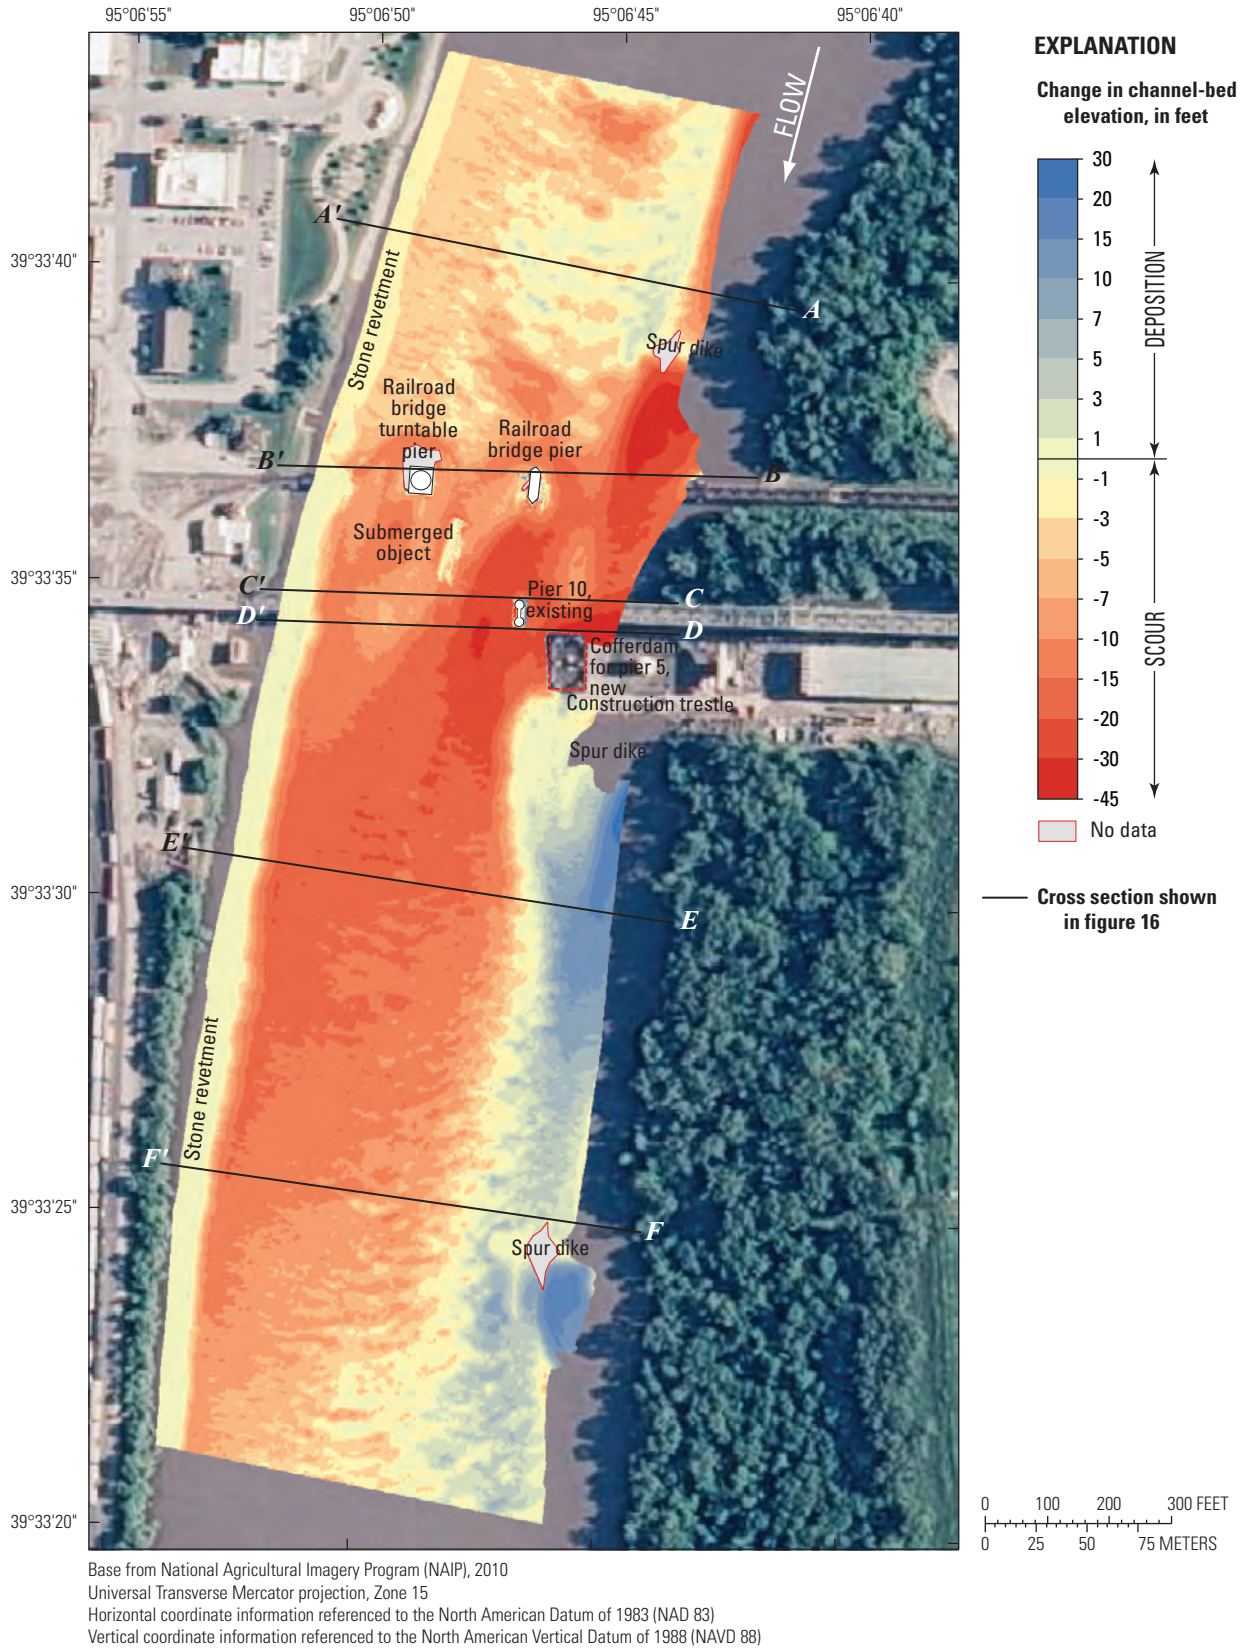 95°06'55"
95°06'50"
95°06'45"
95°06'40"
39°33'40"
39°33'35"
39°33'30"
39°33'25"
39°33'20"
FLOW
A'
A
Stone revetment
Spur dike
Railroad
bridge
turntable
pier
Railroad
bridge pier
B'
B
Submerged
object
C'
C
Pier 10,
existing
D'
D
Cofferdam
for pier 5,
new
Construction trestle
Spur dike
E'
E
Stone revetment
F'
F
Spur dike
EXPLANATION
Change in channel-bed
elevation, in feet
30
20
15
10
7
5
3
1
-1
-3
-5
-7
-10
-15
-20
-30
-45
DEPOSITION
SCOUR
No data
Cross section shown
in figure 16
0 100 200 300 FEET
0 25 50 75 METERS
Base from National Agricultural Imagery Program (NAIP), 2010
Universal Transverse Mercator projection, Zone 15
Horizontal coordinate information referenced to the North American Datum of 1983 (NAD 83)
Vertical coordinate information referenced to the North American Vertical Datum of 1988 (NAVD 88)